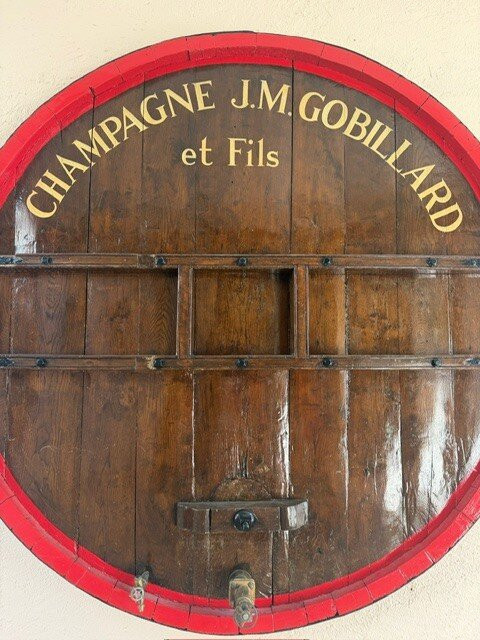 CHAMPAGNE J.M. GOBILLARD
et Fils